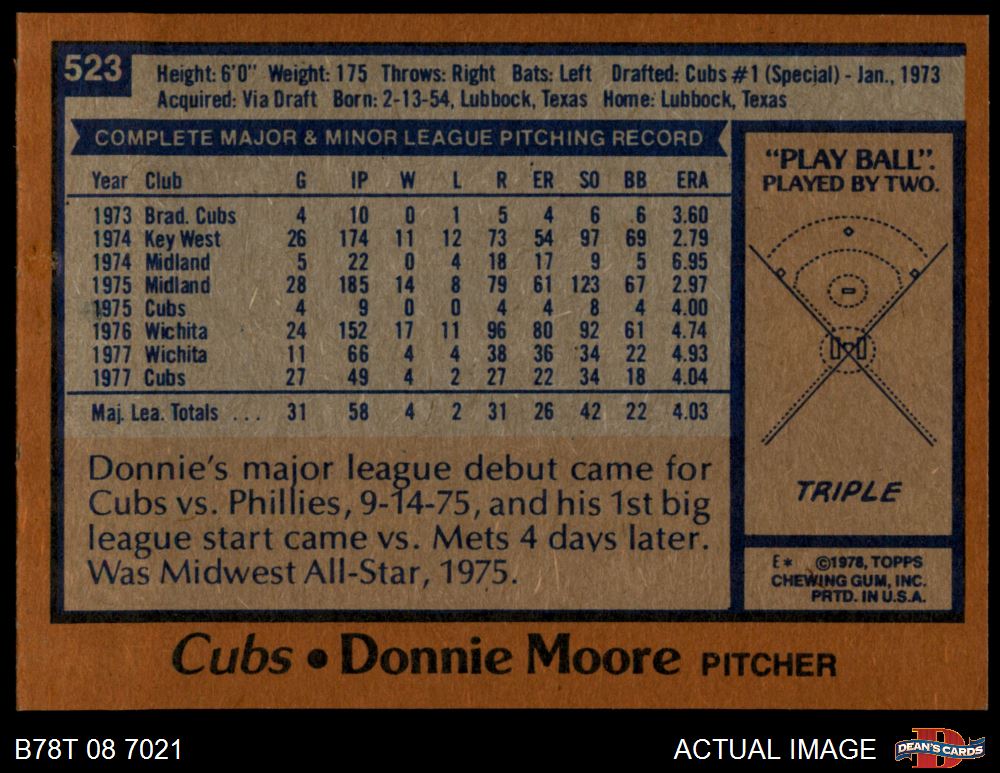 523
Height: 6'0" Weight: 175 Throws: Right Bats: Left Drafted: Cubs #1 (Special) - Jan., 1973
Acquired: Via Draft Born: 2-13-54, Lubbock, Texas Home: Lubbock, Texas
COMPLETE MAJOR & MINOR LEAGUE PITCHING RECORD
Year Club G IP W L R ER SO BB ERA
1973 Brad. Cubs 4 10 0 1 5 4 6 6 3.60
1974 Key West 26 174 11 12 73 54 97 69 2.79
1974 Midland 5 22 0 4 18 17 9 5 6.95
1975 Midland 28 185 14 8 79 61 123 67 2.97
1975 Cubs 4 9 0 0 4 4 8 4 4.00
1976 Wichita 24 152 17 11 96 80 92 61 4.74
1977 Wichita 11 66 4 4 38 36 34 22 4.93
1977 Cubs 27 49 4 2 27 22 34 18 4.04
Maj. Lea. Totals ... 31 58 4 2 31 26 42 22 4.03
Donnie's major league debut came for
Cubs vs. Phillies, 9-14-75, and his 1st big
league start came vs. Mets 4 days later.
Was Midwest All-Star, 1975.
"PLAY BALL".
PLAYED BY TWO.
TRIPLE
E* ©1978, TOPPS
CHEWING GUM, INC.
PRTD. IN U.S.A.
Cubs • Donnie Moore PITCHER
B78T 08 7021
ACTUAL IMAGE
DEAN'S CARDS